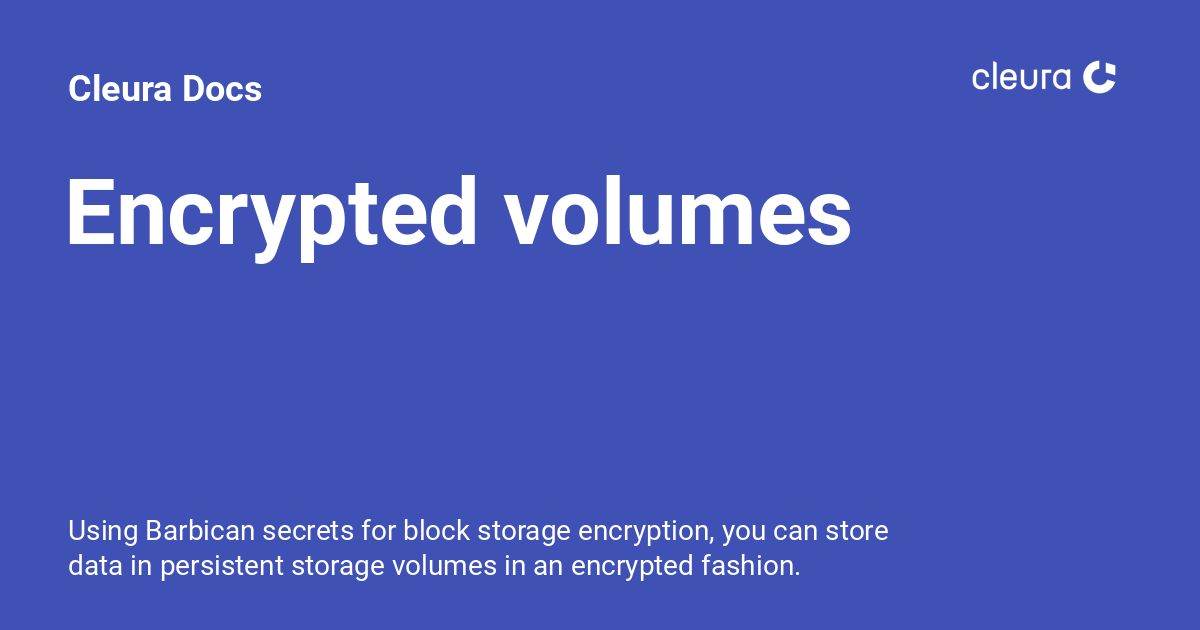 Cleura Docs
cleura
Encrypted volumes
Using Barbican secrets for block storage encryption, you can store
data in persistent storage volumes in an encrypted fashion.